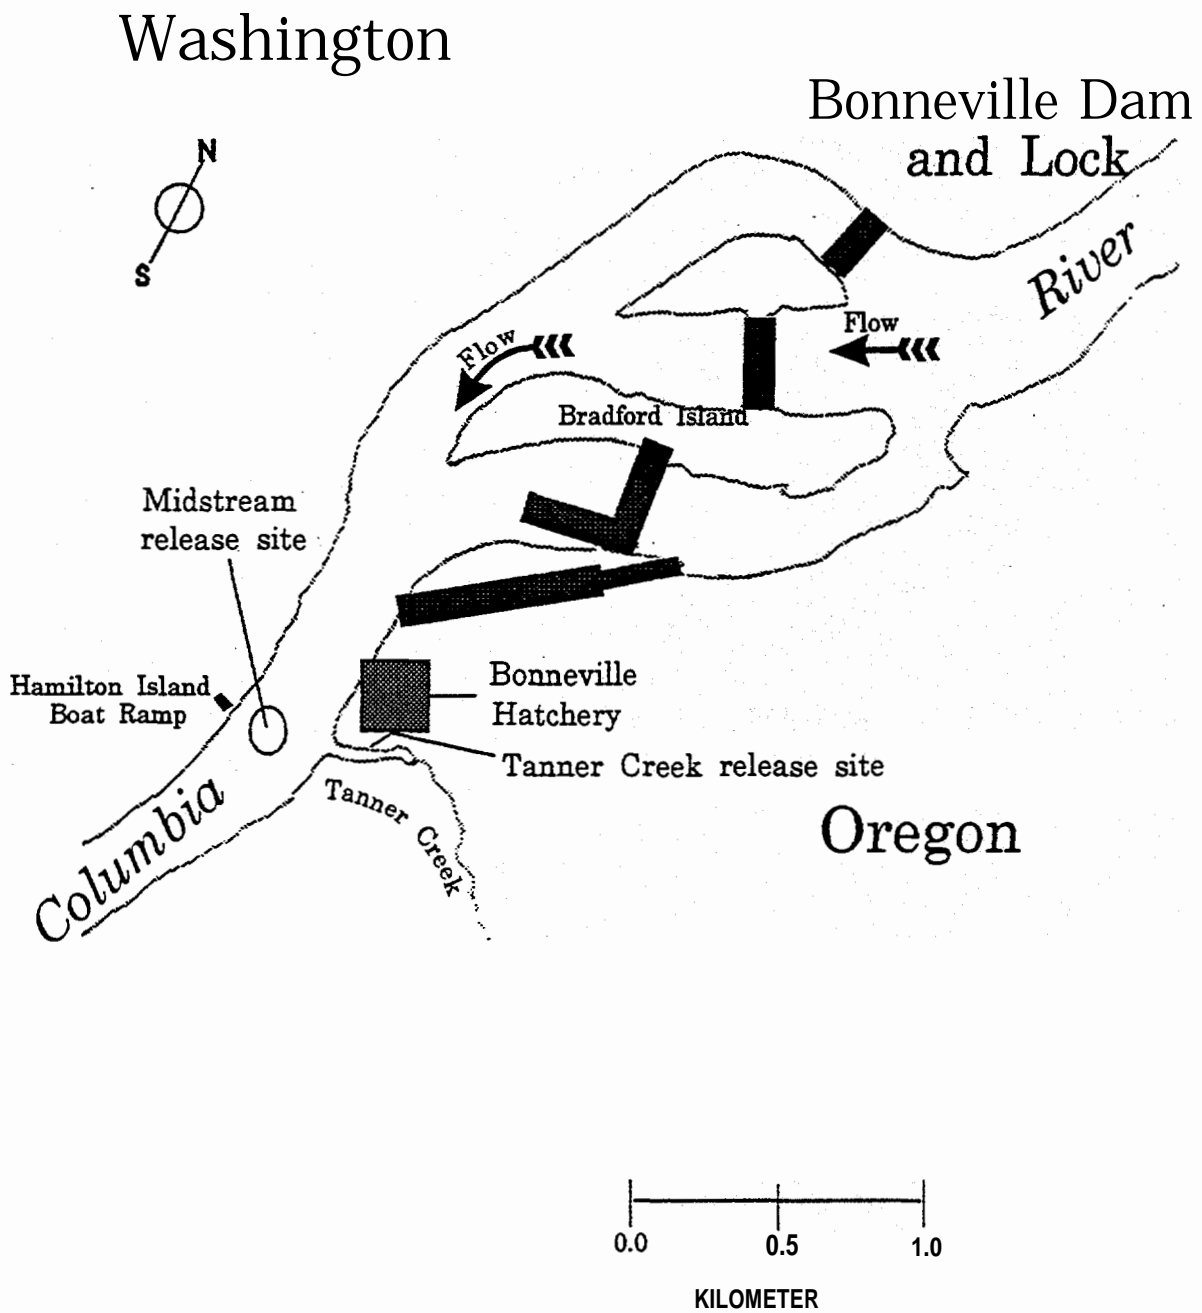 Washington
Bonneville Dam
and Lock
N
S
River
Flow
Flow
Bradford Island
Midstream
release site
Hamilton Island
Boat Ramp
Bonneville
Hatchery
Tanner Creek release site
Tanner Creek
Columbia
Oregon
0.0 0.5 1.0
KILOMETER